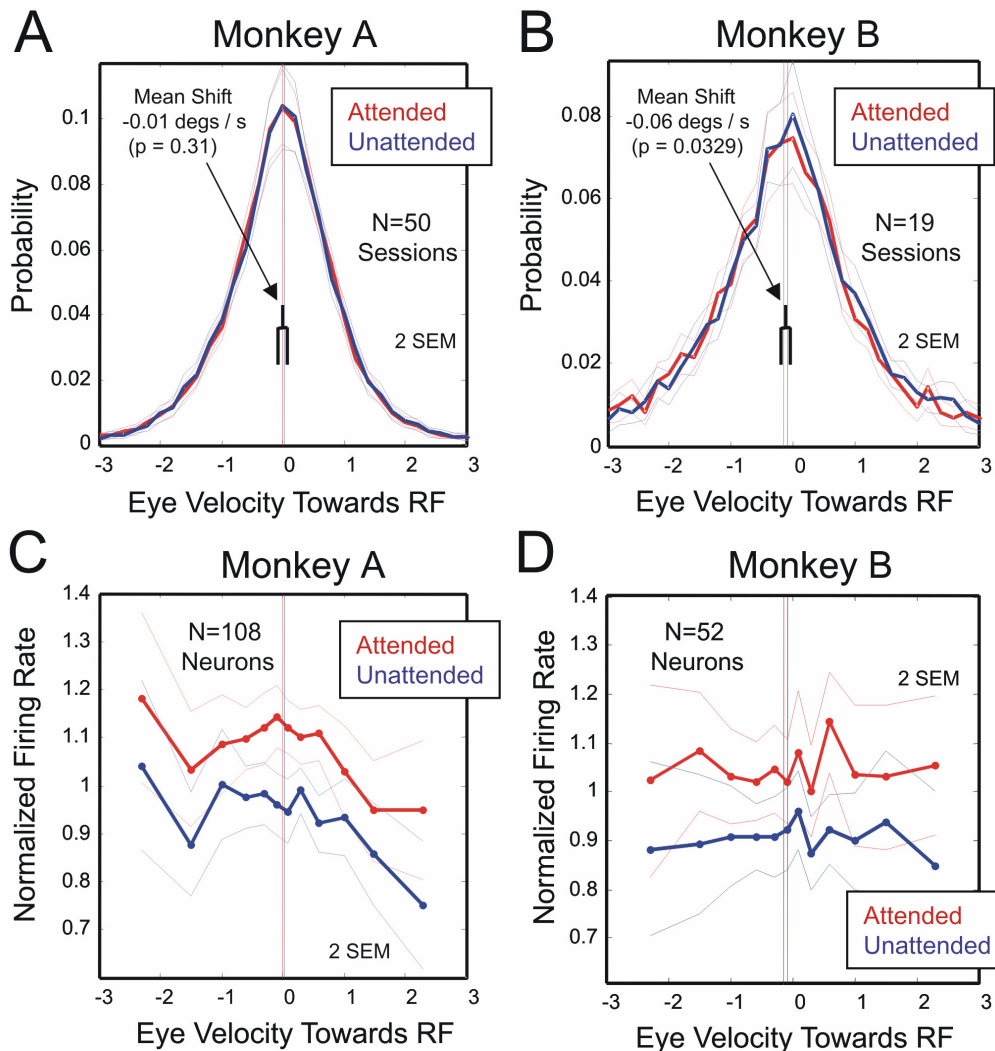 A
Monkey A
Mean Shift
-0.01 degs / s
(p = 0.31)
Attended
Unattended
N=50
Sessions
2 SEM
Probability
0.1
0.08
0.06
0.04
0.02
0
-3
-2
-1
0
1
2
3
Eye Velocity Towards RF
B
Monkey B
Mean Shift
-0.06 degs / s
(p = 0.0329)
Attended
Unattended
N=19
Sessions
2 SEM
Probability
0.08
0.06
0.04
0.02
0
-3
-2
-1
0
1
2
3
Eye Velocity Towards RF
C
Monkey A
N=108
Neurons
Attended
Unattended
2 SEM
Normalized Firing Rate
1.4
1.3
1.2
1.1
1
0.9
0.8
0.7
-3
-2
-1
0
1
2
3
Eye Velocity Towards RF
D
Monkey B
N=52
Neurons
2 SEM
Attended
Unattended
Normalized Firing Rate
1.4
1.3
1.2
1.1
1
0.9
0.8
0.7
-3
-2
-1
0
1
2
3
Eye Velocity Towards RF